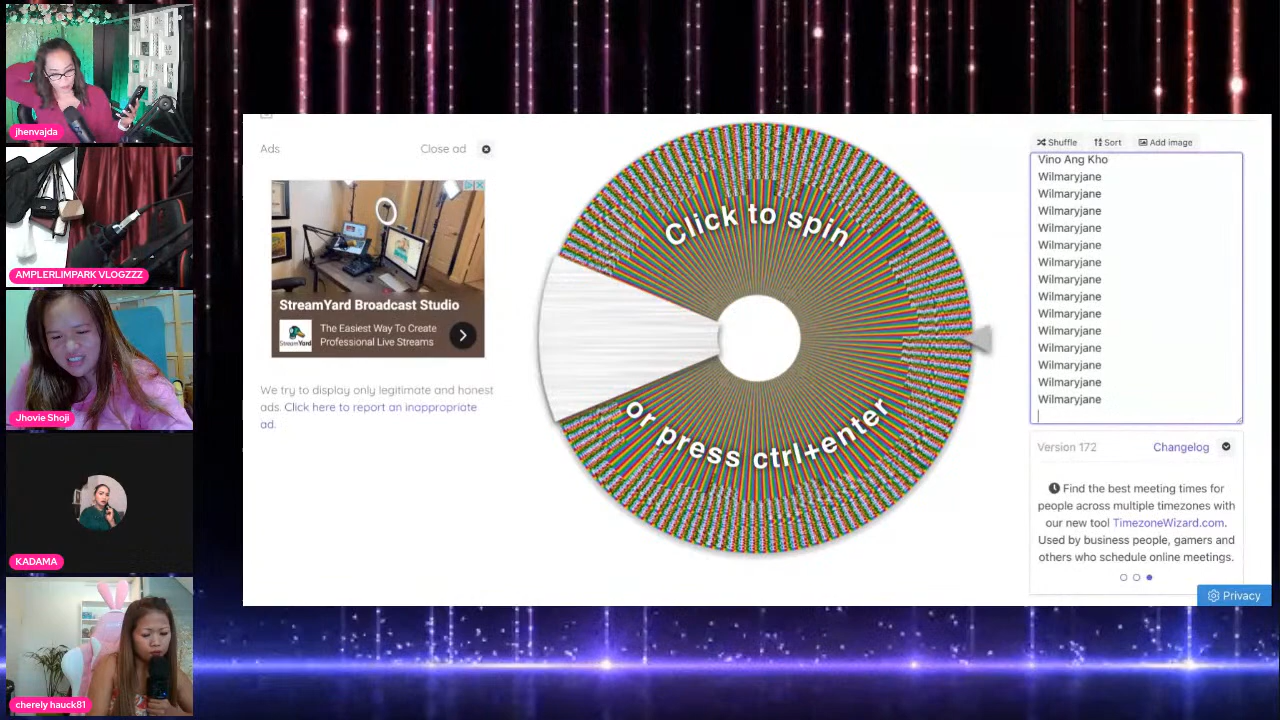 jhenvajda
AMPLERLIMPARK VLOGZZZ
Jhovie Shoji
KADAMA
cherely hauck81
Ads
Close ad
StreamYard Broadcast Studio
StreamYard
The Easiest Way To Create
Professional Live Streams
We try to display only legitimate and honest
ads. Click here to report an inappropriate
ad.
Click to spin
or press ctrl+enter
Shuffle
Sort
Add image
Vino Ang Kho
Wilmaryjane
Wilmaryjane
Wilmaryjane
Wilmaryjane
Wilmaryjane
Wilmaryjane
Wilmaryjane
Wilmaryjane
Wilmaryjane
Wilmaryjane
Wilmaryjane
Wilmaryjane
Wilmaryjane
Wilmaryjane
Version 172
Changelog
Find the best meeting times for
people across multiple timezones with
our new tool TimezoneWizard.com.
Used by business people, gamers and
others who schedule online meetings.
Privacy